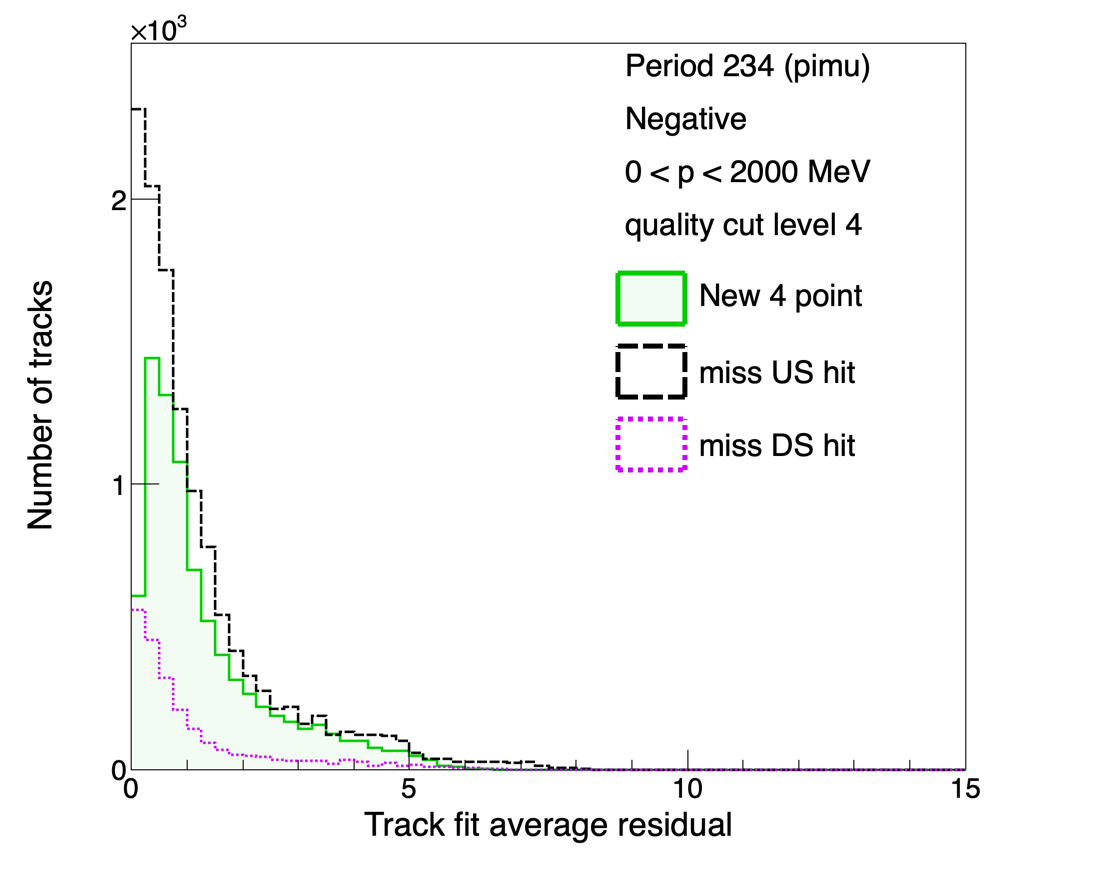 ×10³
Period 234 (pimu)
Negative
0 < p < 2000 MeV
quality cut level 4
New 4 point
miss US hit
miss DS hit
Number of tracks
2
1
0
0 5 10 15
Track fit average residual